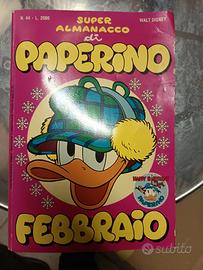 N. 44 - L. 2000
WALT DISNEY
SUPER
ALMANACCO
di
PAPERINO
FEBBRAIO
subito